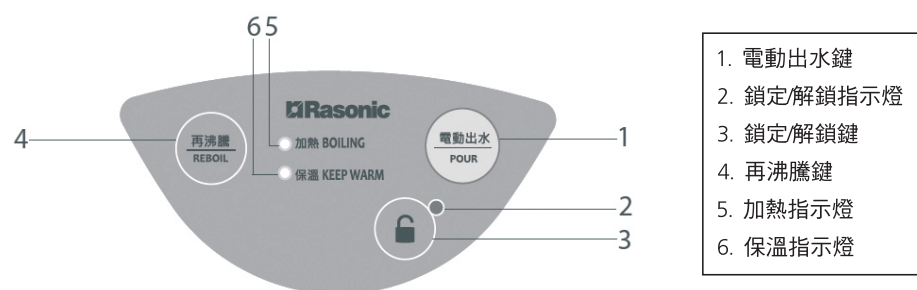 65
Rasonic
4
再沸騰
REBOIL
加熱 BOILING
保溫 KEEP WARM
電動出水
POUR
1
2
3
1. 電動出水鍵
2. 鎖定/解鎖指示燈
3. 鎖定/解鎖鍵
4. 再沸騰鍵
5. 加熱指示燈
6. 保溫指示燈